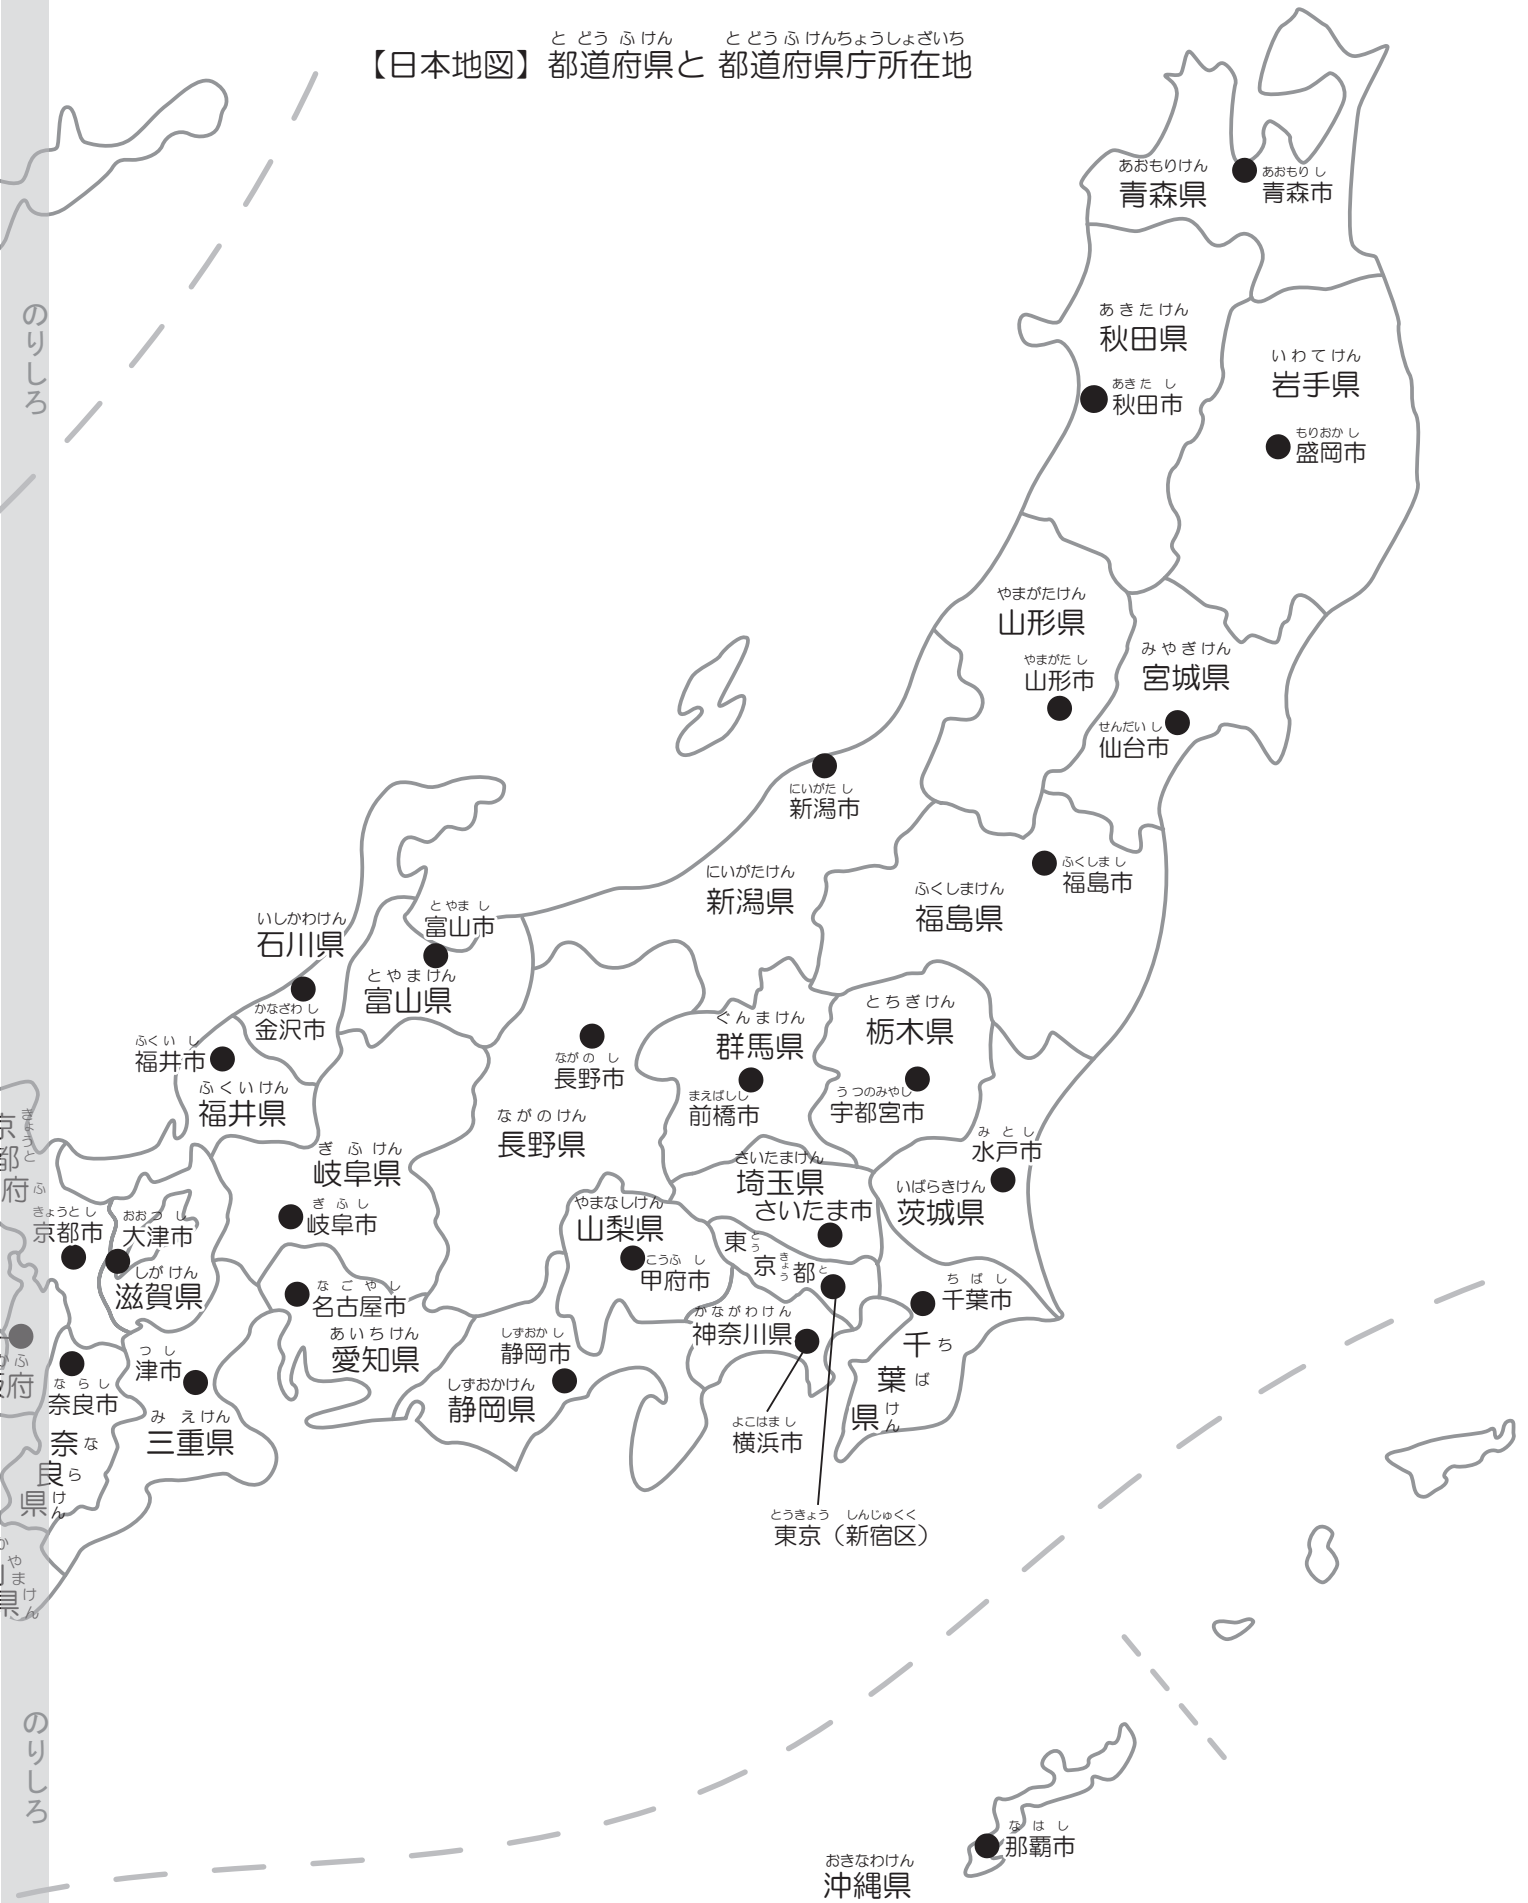 とどうふけん とどうふけんちょうしょざいち
【日本地図】都道府県と 都道府県庁所在地
あおもりけん
青森県
あおもりし
青森市
あきたけん
秋田県
あきたし
秋田市
いわてけん
岩手県
もりおかし
盛岡市
やまがたけん
山形県
やまがたし
山形市
みやぎけん
宮城県
せんだいし
仙台市
にいがたし
新潟市
にいがたけん
新潟県
ふくしまし
福島市
ふくしまけん
福島県
とやまし
富山市
とやまけん
富山県
いしかわけん
石川県
かなざわし
金沢市
ふくいし
福井市
ふくいけん
福井県
ながのし
長野市
ながのけん
長野県
ぐんまけん
群馬県
まえばしし
前橋市
とちぎけん
栃木県
うつのみやし
宇都宮市
みとし
水戸市
いばらきけん
茨城県
さいたまけん
埼玉県
さいたま市
ぎふけん
岐阜県
ぎふし
岐阜市
やまなしけん
山梨県
こうふし
甲府市
東とう
京きょう
都と
ちばし
千葉市
千ち
葉ば
県けん
かながわけん
神奈川県
よこはまし
横浜市
とうきょう しんじゅくく
東京（新宿区）
なごやし
名古屋市
あいちけん
愛知県
しずおかし
静岡市
しずおかけん
静岡県
きょうとし
京都市
おおつし
大津市
しがけん
滋賀県
つし
津市
みえけん
三重県
ならし
奈良市
奈な
良ら
県けん
京きょう
都と
府ふ
ふ
府
やま
県けん
のりしろ
のりしろ
なはし
那覇市
おきなわけん
沖縄県